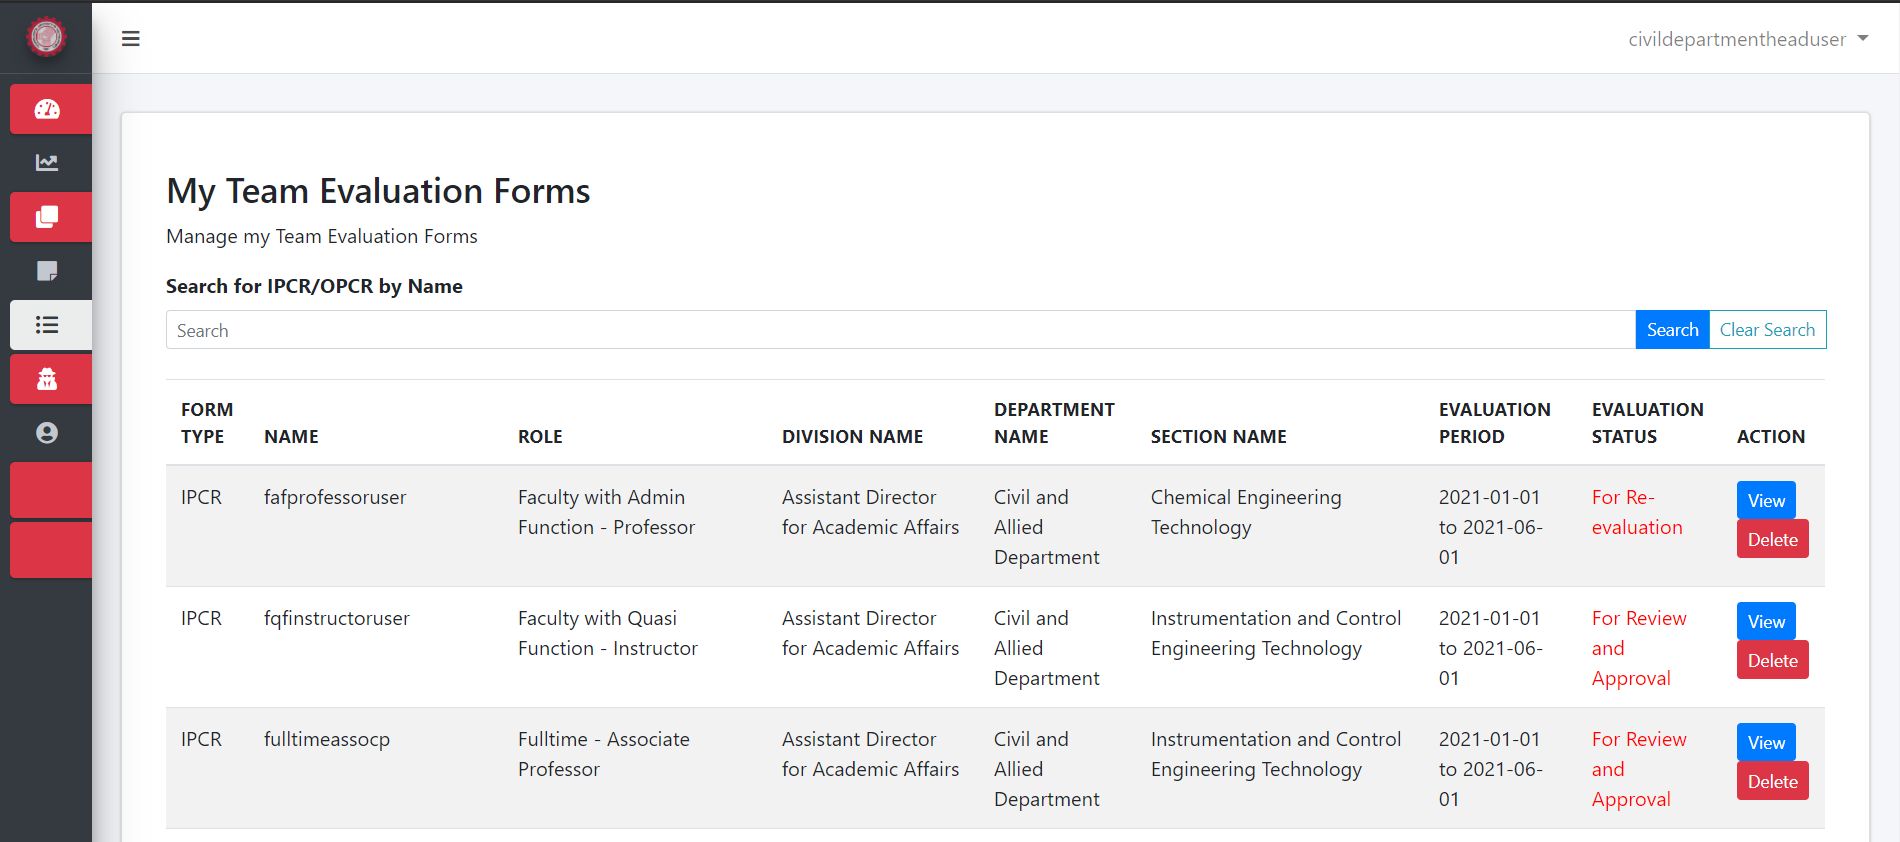 civildepartmentheaduser
My Team Evaluation Forms
Manage my Team Evaluation Forms
Search for IPCR/OPCR by Name
Search
Search
Clear Search
FORM TYPE
NAME
ROLE
DIVISION NAME
DEPARTMENT NAME
SECTION NAME
EVALUATION PERIOD
EVALUATION STATUS
ACTION
IPCR
fafprofessoruser
Faculty with Admin
Function - Professor
Assistant Director
for Academic Affairs
Civil and
Allied
Department
Chemical Engineering
Technology
2021-01-01
to 2021-06-
01
For Re-
evaluation
View
Delete
IPCR
fqfinstructoruser
Faculty with Quasi
Function - Instructor
Assistant Director
for Academic Affairs
Civil and
Allied
Department
Instrumentation and Control
Engineering Technology
2021-01-01
to 2021-06-
01
For Review
and
Approval
View
Delete
IPCR
fulltimeassocp
Fulltime - Associate
Professor
Assistant Director
for Academic Affairs
Civil and
Allied
Department
Instrumentation and Control
Engineering Technology
2021-01-01
to 2021-06-
01
For Review
and
Approval
View
Delete